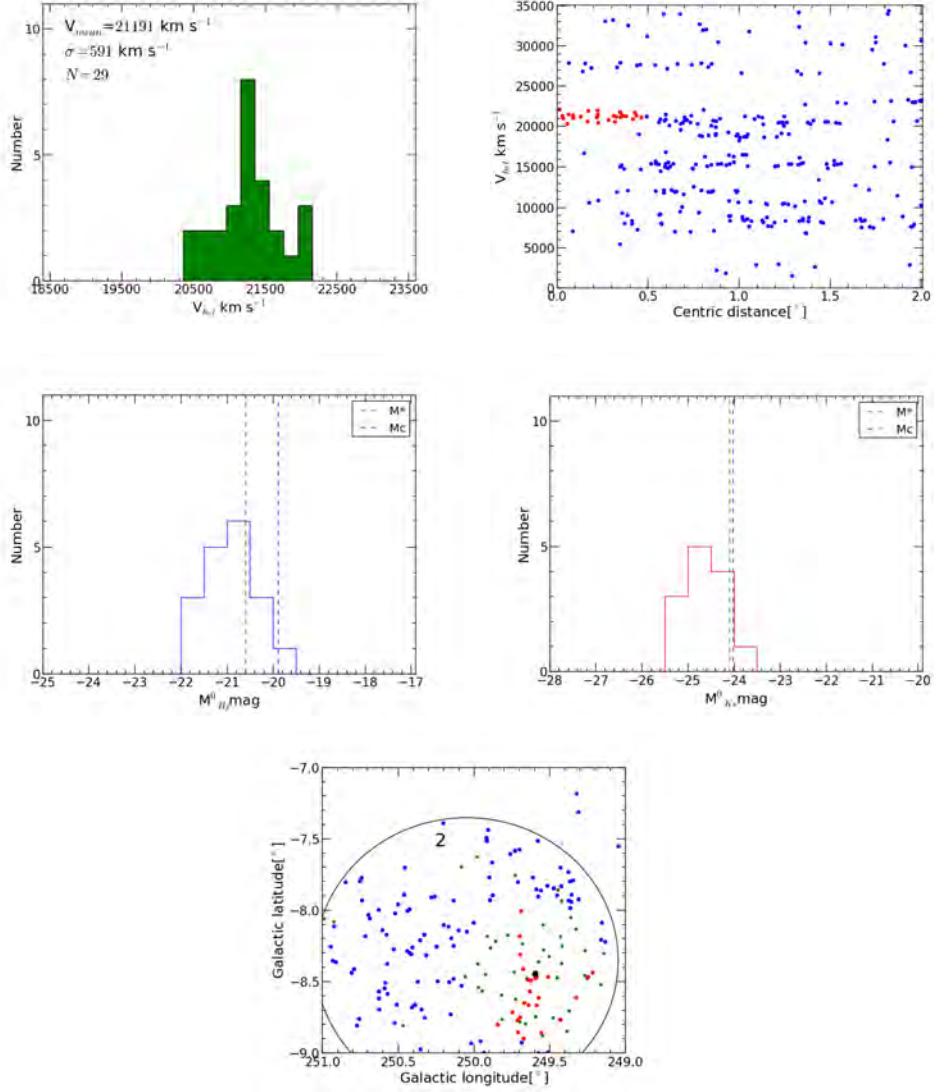 V_mean=21191 km s⁻¹
σ=591 km s⁻¹
N=29
Number
10
5
0
18500 19500 20500 21500 22500 23500
V_hel km s⁻¹
V_hel km s⁻¹
35000
30000
25000
20000
15000
10000
5000
0
0.0 0.5 1.0 1.5 2.0
Centric distance[°]
Number
10
5
0
M*
Mc
−25 −24 −23 −22 −21 −20 −19 −18 −17
M⁰ mag
Number
10
5
0
M*
Mc
−28 −27 −26 −25 −24 −23 −22 −21 −20
M⁰ mag
Galactic latitude[°]
−7.0
−7.5
−8.0
−8.5
−9.0
2
251.0 250.5 250.0 249.5 249.0
Galactic longitude[°]